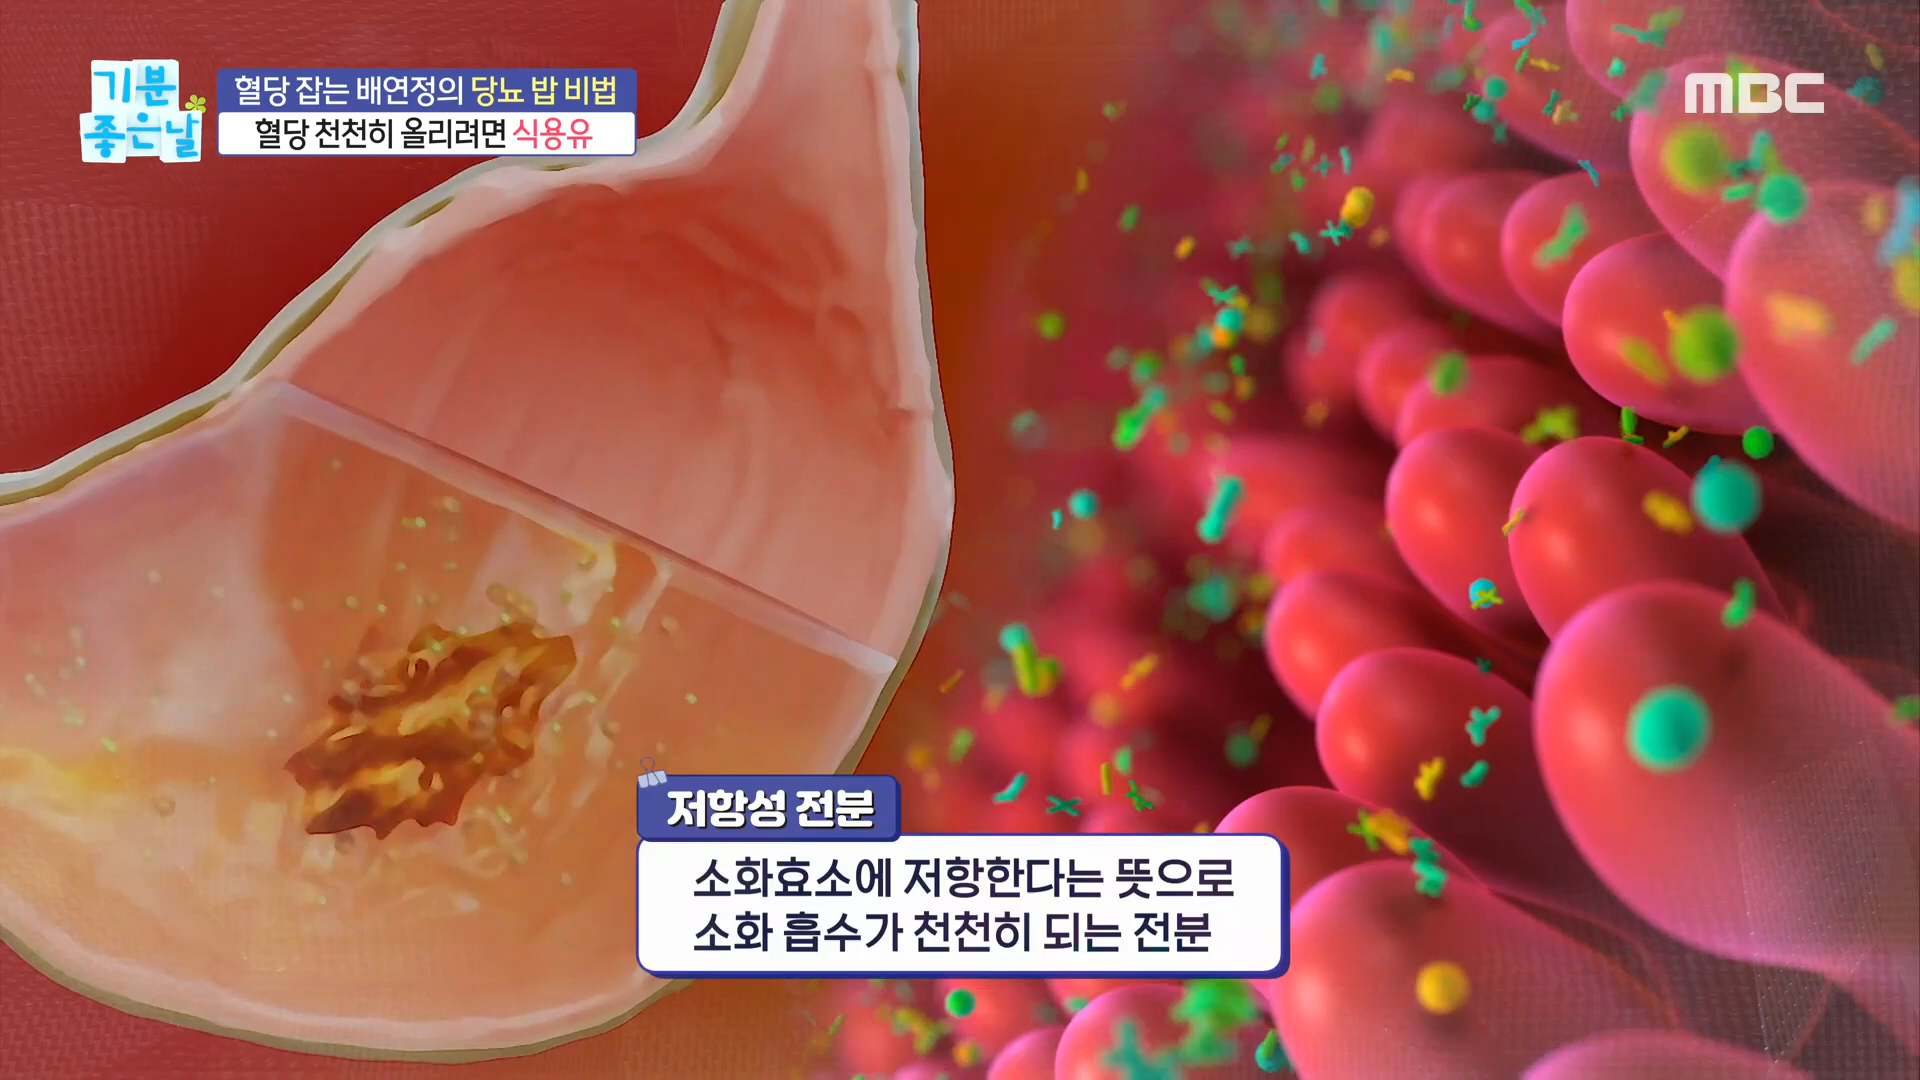 기분
좋은날
혈당 잡는 배연정의 당뇨 밥 비법
혈당 천천히 올리려면 식용유
MBC
저항성 전분
소화효소에 저항한다는 뜻으로
소화 흡수가 천천히 되는 전분